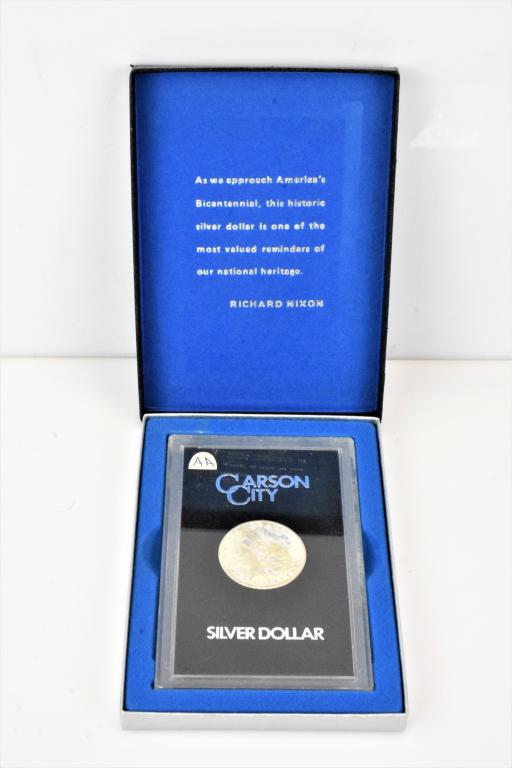 As we approach America's
Bicentennial, this historic
silver dollar is one of the
most valued reminders of
our national heritage.
RICHARD NIXON
AA
CARSON
CITY
SILVER DOLLAR